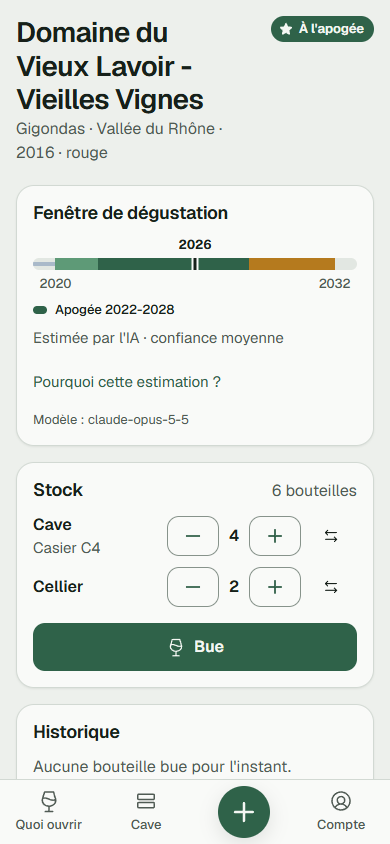 Domaine du
Vieux Lavoir -
Vieilles Vignes
À l'apogée
Gigondas · Vallée du Rhône ·
2016 · rouge
Fenêtre de dégustation
2026
2020
2032
Apogée 2022-2028
Estimée par l'IA · confiance moyenne
Pourquoi cette estimation ?
Modèle : claude-opus-5-5
Stock
6 bouteilles
Cave
Casier C4
4
Cellier
2
Bue
Historique
Aucune bouteille bue pour l'instant.
Quoi ouvrir
Cave
Compte